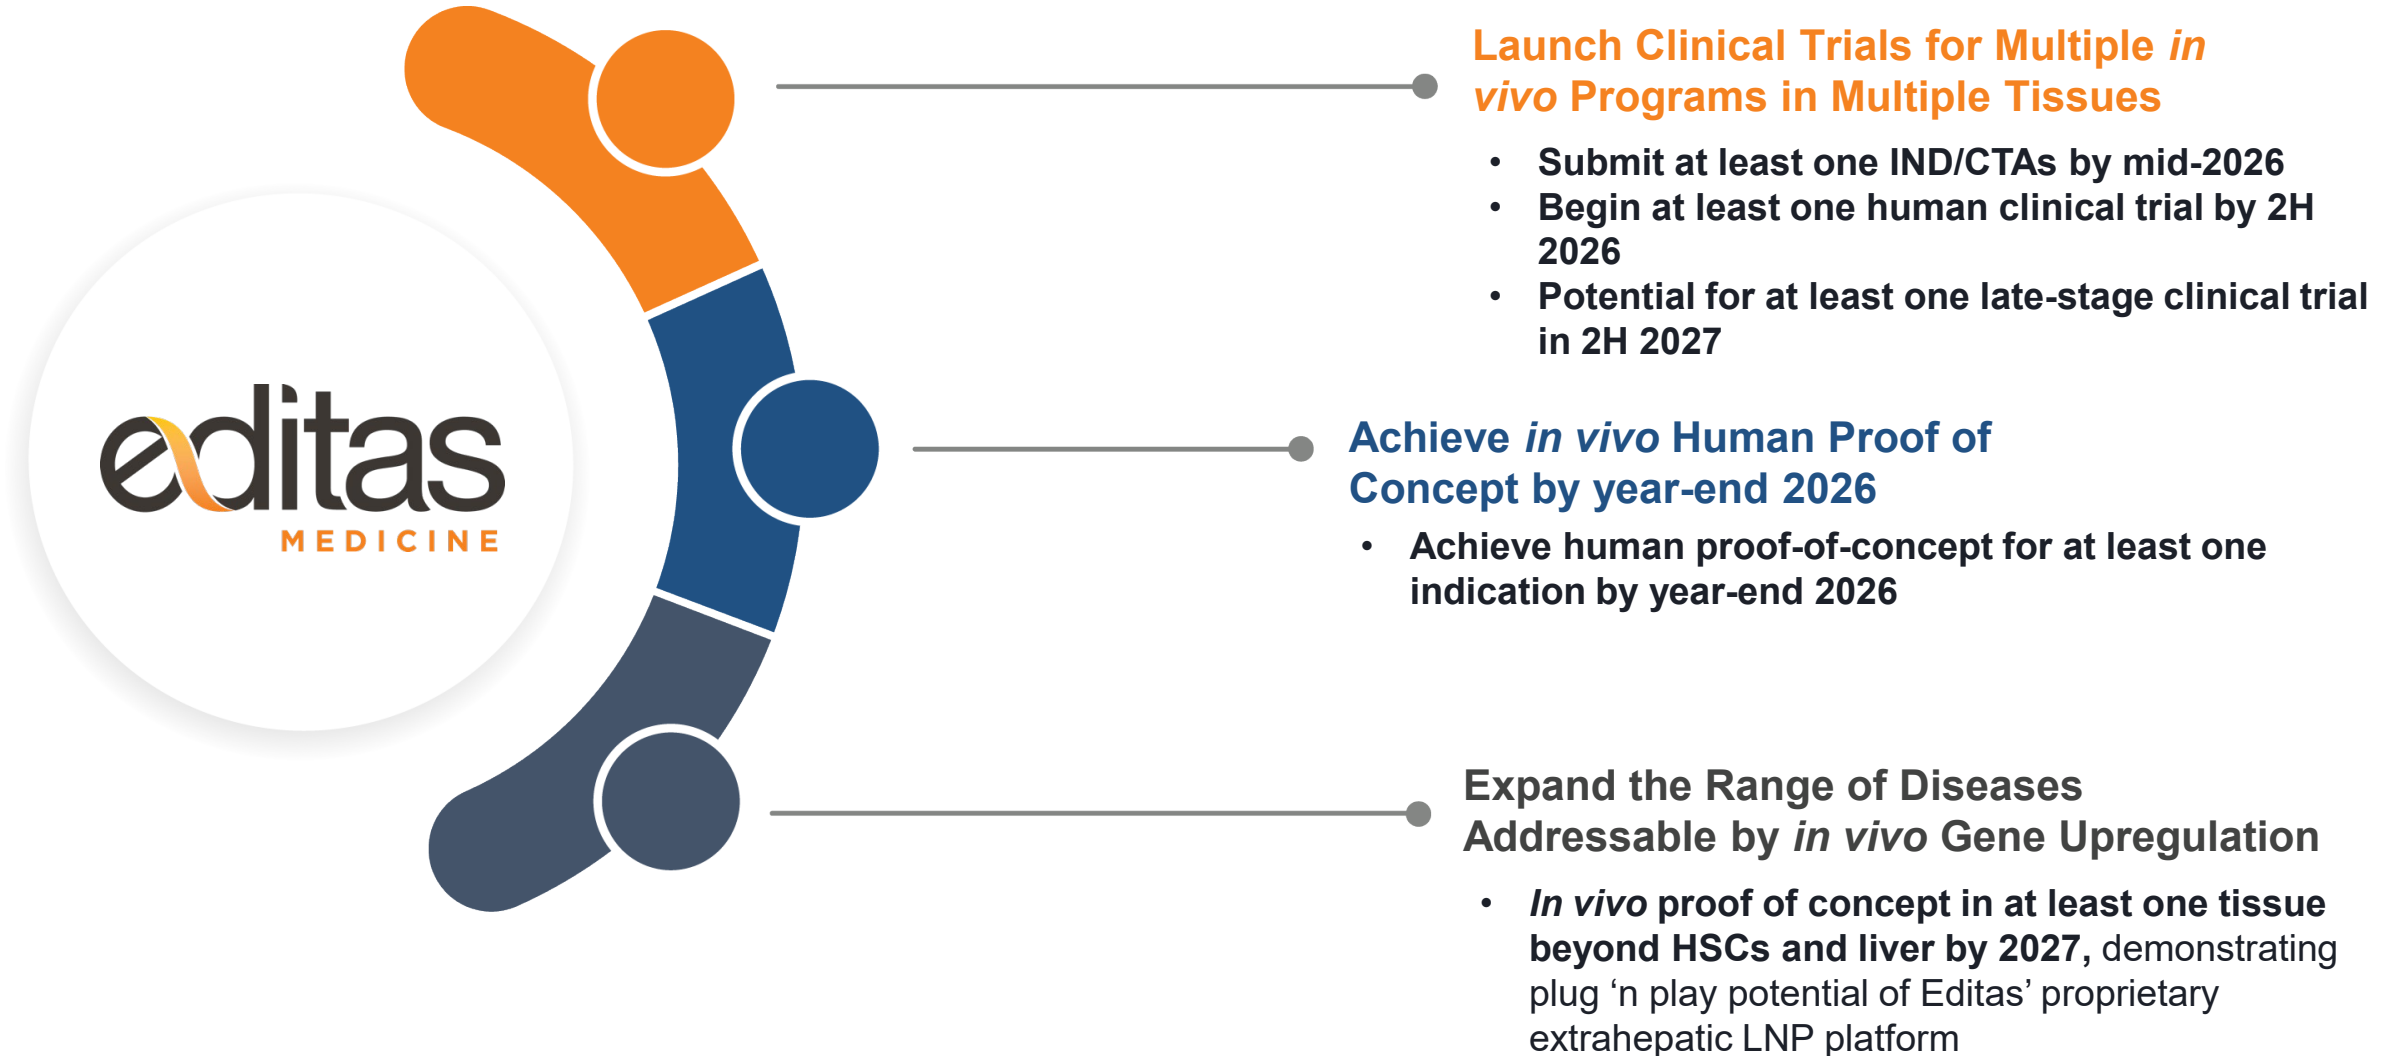 editas
MEDICINE
Launch Clinical Trials for Multiple in
vivo Programs in Multiple Tissues
• Submit at least one IND/CTAs by mid-2026
• Begin at least one human clinical trial by 2H
2026
• Potential for at least one late-stage clinical trial
in 2H 2027
Achieve in vivo Human Proof of
Concept by year-end 2026
• Achieve human proof-of-concept for at least one
indication by year-end 2026
Expand the Range of Diseases
Addressable by in vivo Gene Upregulation
• In vivo proof of concept in at least one tissue
beyond HSCs and liver by 2027, demonstrating
plug ‘n play potential of Editas’ proprietary
extrahepatic LNP platform